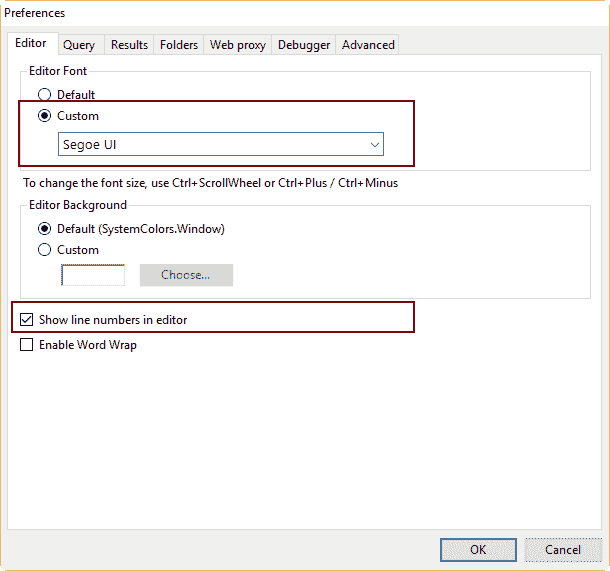 Preferences
Editor Query Results Folders Web proxy Debugger Advanced
Editor Font
Default
Custom
Segoe UI
To change the font size, use Ctrl+ScrollWheel or Ctrl+Plus / Ctrl+Minus
Editor Background
Default (SystemColors.Window)
Custom
Choose...
Show line numbers in editor
Enable Word Wrap
OK Cancel